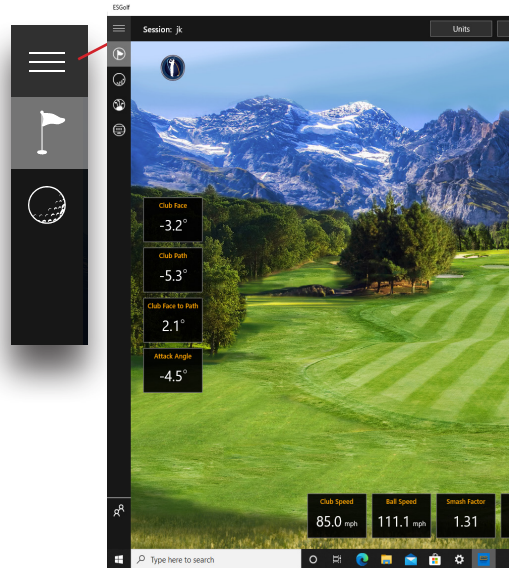 ESGolf
Session: jk
Units
Club Face
-3.2°
Club Path
-5.3°
Club Face to Path
2.1°
Attack Angle
-4.5°
Club Speed
85.0 mph
Ball Speed
111.1 mph
Smash Factor
1.31
Type here to search